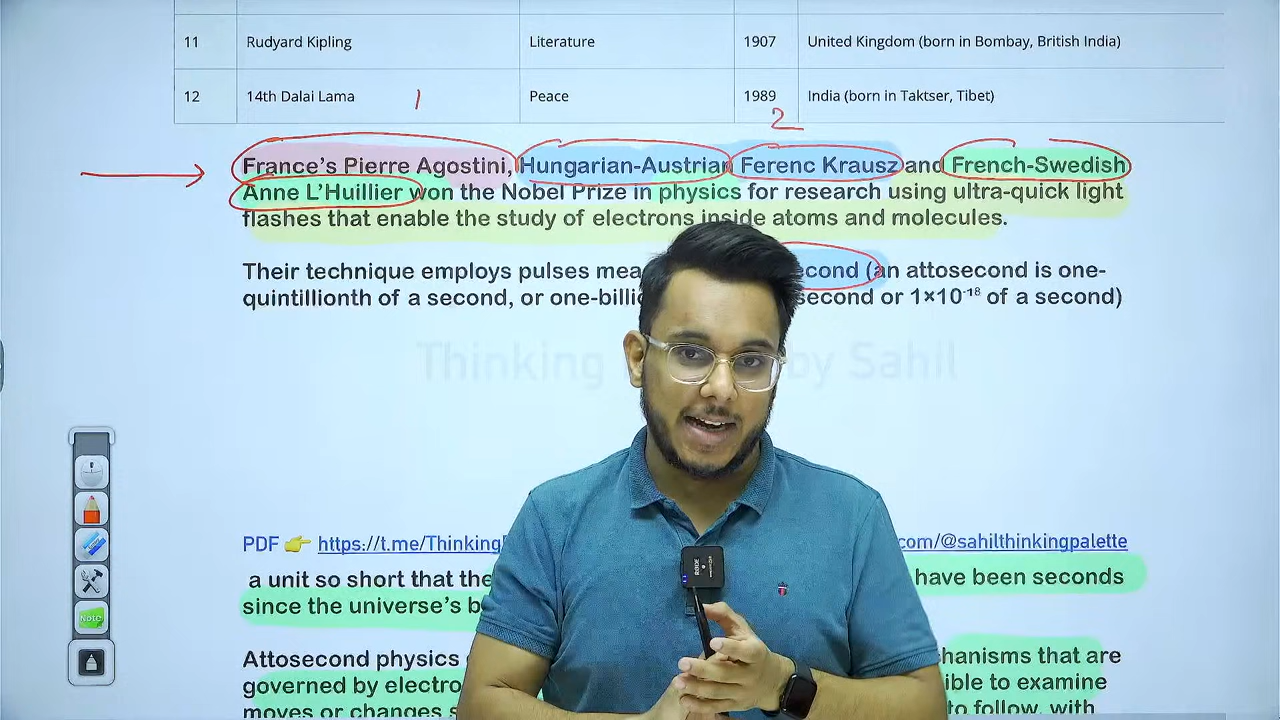 11 Rudyard Kipling Literature 1907 United Kingdom (born in Bombay, British India)
12 14th Dalai Lama 1 Peace 1989 India (born in Taktser, Tibet)
2
France’s Pierre Agostini, Hungarian-Austrian Ferenc Krausz and French-Swedish
Anne L’Huillier won the Nobel Prize in physics for research using ultra-quick light
flashes that enable the study of electrons inside atoms and molecules.
Their technique employs pulses mea econd (an attosecond is one-
quintillionth of a second, or one-billio second or 1×10⁻¹⁸ of a second)
Thinking by Sahil
PDF 👉 https://t.me/Thinking com/@sahilthinkingpalette
a unit so short that the have been seconds
since the universe’s b
Attosecond physics hanisms that are
governed by electro ible to examine
moves or changes s to follow, with
Note
RODE